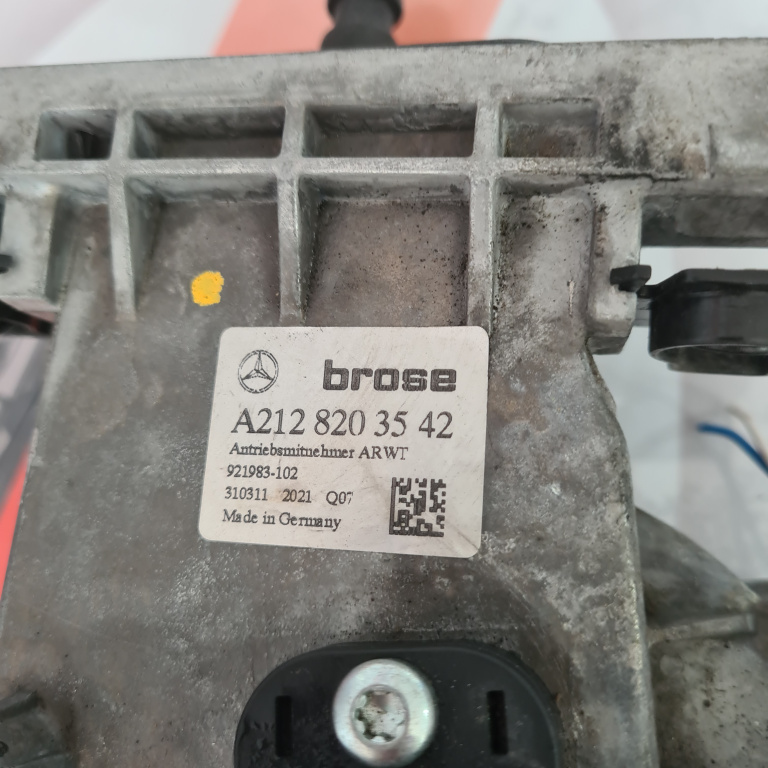 brose
A212 820 35 42
Antriebsmitnehmer ARWT
921983-102
310311 2021 Q07
Made in Germany